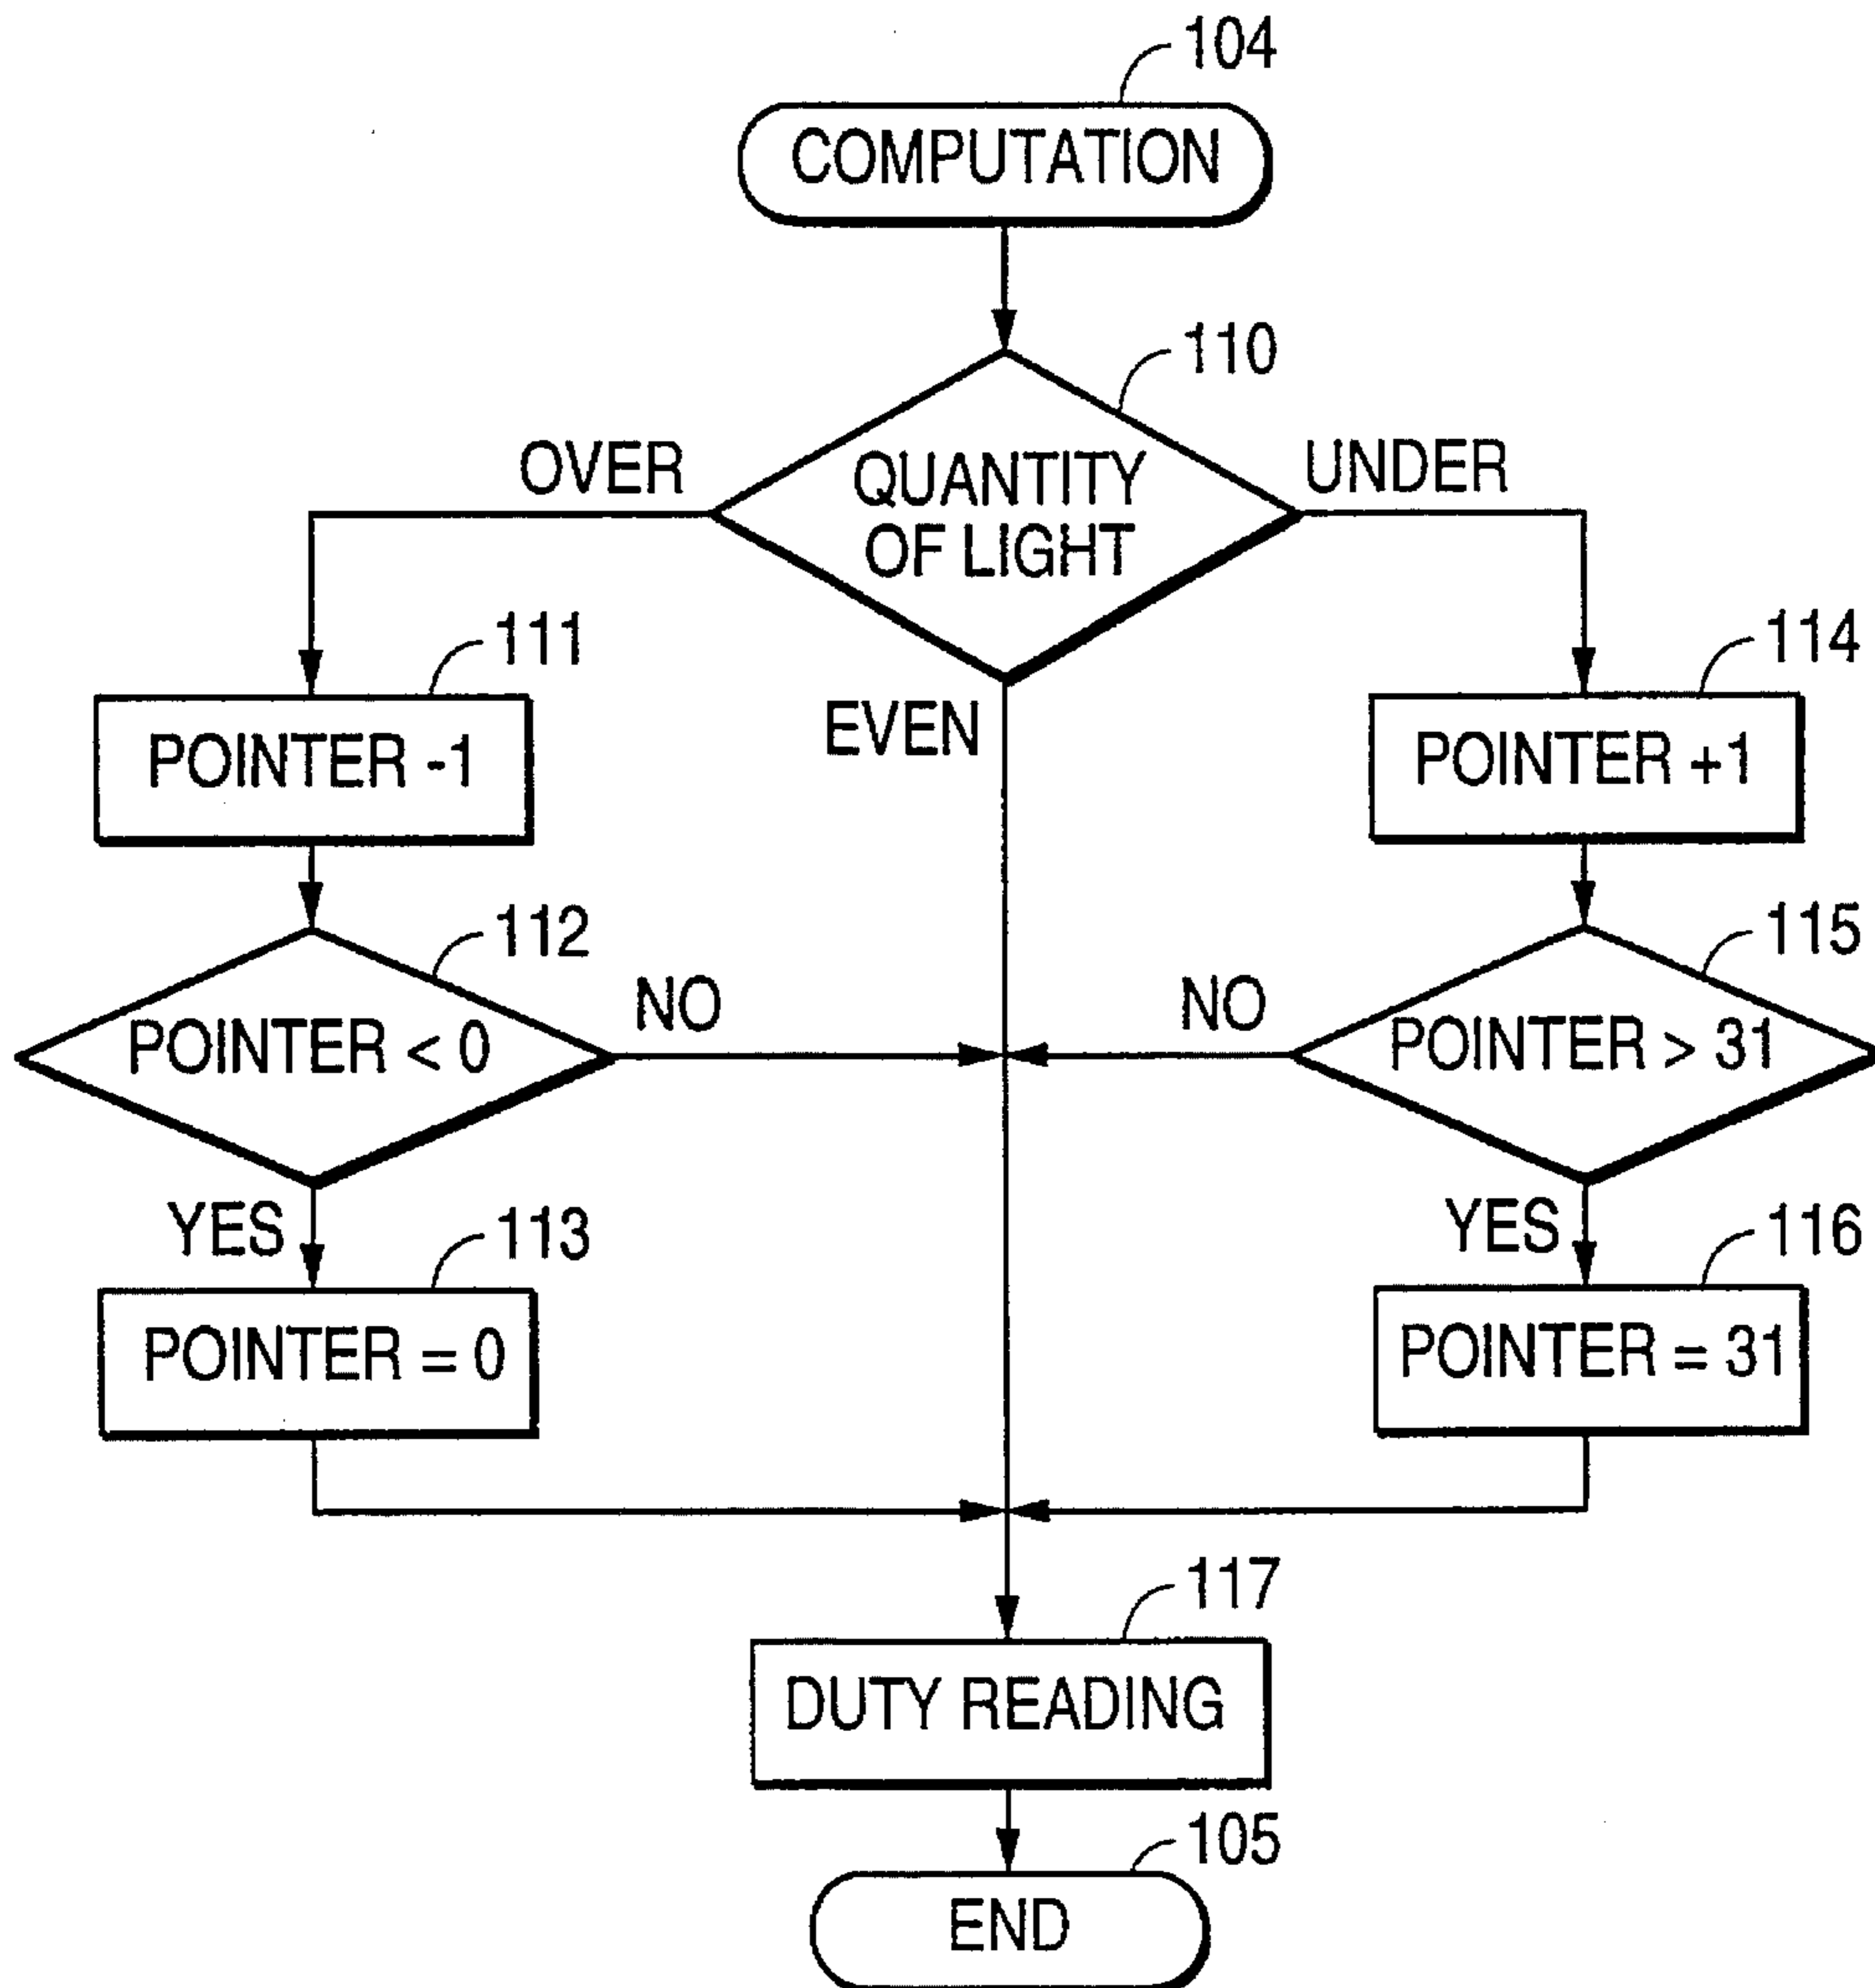 104
COMPUTATION
110
OVER
QUANTITY
OF LIGHT
UNDER
111
POINTER -1
EVEN
114
POINTER +1
112
POINTER < 0
NO
NO
115
POINTER > 31
YES
113
POINTER = 0
YES
116
POINTER = 31
117
DUTY READING
105
END